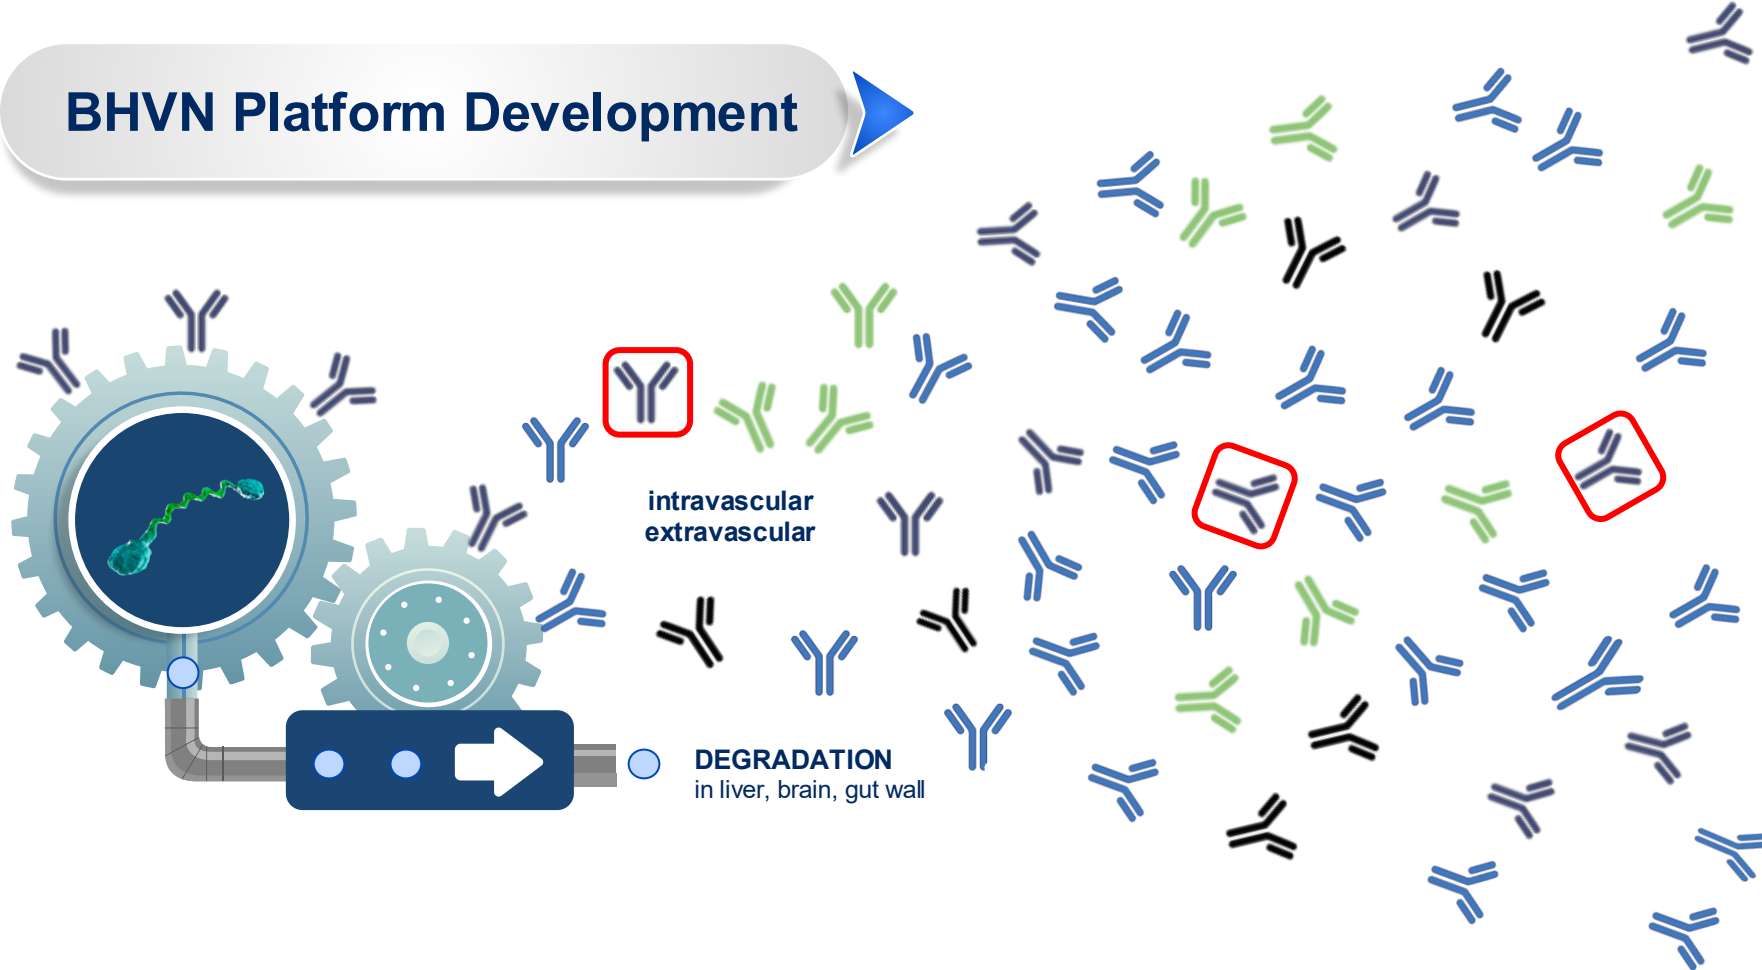 BHVN Platform Development
intravascular
extravascular
DEGRADATION
in liver, brain, gut wall